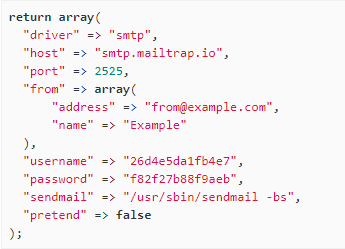 return array(
  "driver" => "smtp",
  "host" => "smtp.mailtrap.io",
  "port" => 2525,
  "from" => array(
      "address" => "from@example.com",
      "name" => "Example"
  ),
  "username" => "26d4e5da1fb4e7",
  "password" => "f82f27b88f9aeb",
  "sendmail" => "/usr/sbin/sendmail -bs",
  "pretend" => false
);